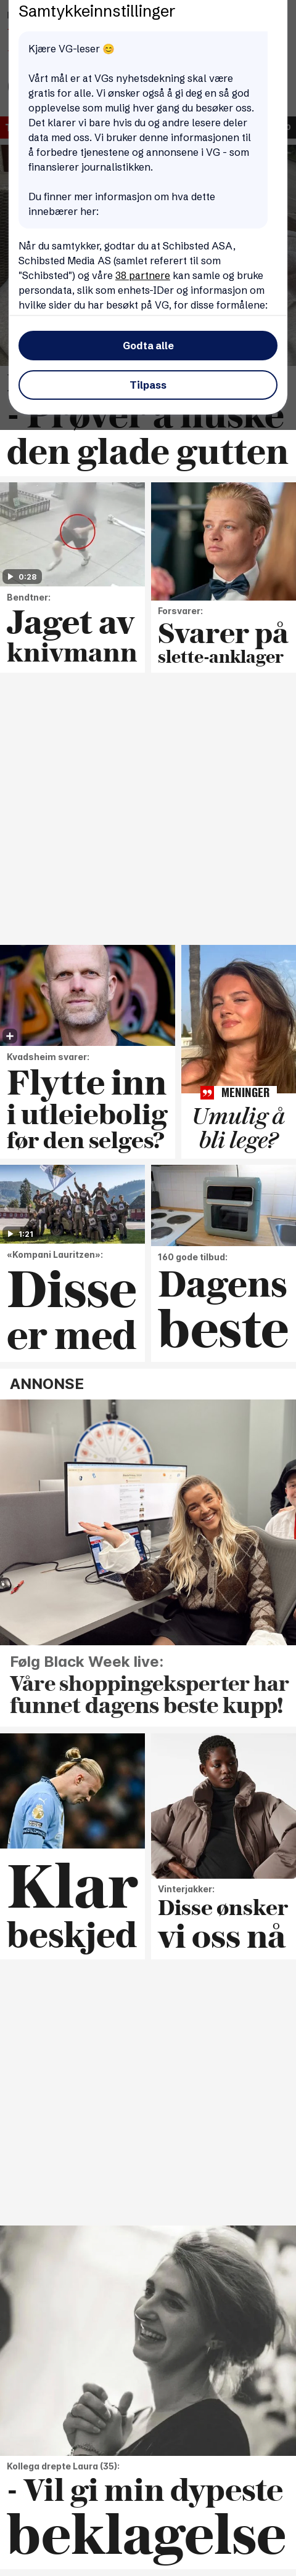 Samtykkeinnstillinger
Kjære VG-leser 😊
Vårt mål er at VGs nyhetsdekning skal være
gratis for alle. Vi ønsker også å gi deg en så god
opplevelse som mulig hver gang du besøker oss.
Det klarer vi bare hvis du og andre lesere deler
data med oss. Vi bruker denne informasjonen til
å forbedre tjenestene og annonsene i VG - som
finansierer journalistikken.
Du finner mer informasjon om hva dette
innebærer her:
Når du samtykker, godtar du at Schibsted ASA,
Schibsted Media AS (samlet referert til som
"Schibsted") og våre 38 partnere kan samle og bruke
persondata, slik som enhets-IDer og informasjon om
hvilke sider du har besøkt på VG, for disse formålene:
Godta alle
Tilpass
- Prøver å huske
den glade gutten
0:28
Bendtner:
Jaget av
knivmann
Forsvarer:
Svarer på
slette-anklager
Kvadsheim svarer:
Flytte inn
i utleiebolig
før den selges?
MENINGER
Umulig å
bli lege?
1:21
«Kompani Lauritzen»:
Disse
er med
160 gode tilbud:
Dagens
beste
ANNONSE
Følg Black Week live:
Våre shoppingeksperter har
funnet dagens beste kupp!
Klar
beskjed
Vinterjakker:
Disse ønsker
vi oss nå
Kollega drepte Laura (35):
- Vil gi min dypeste
beklagelse